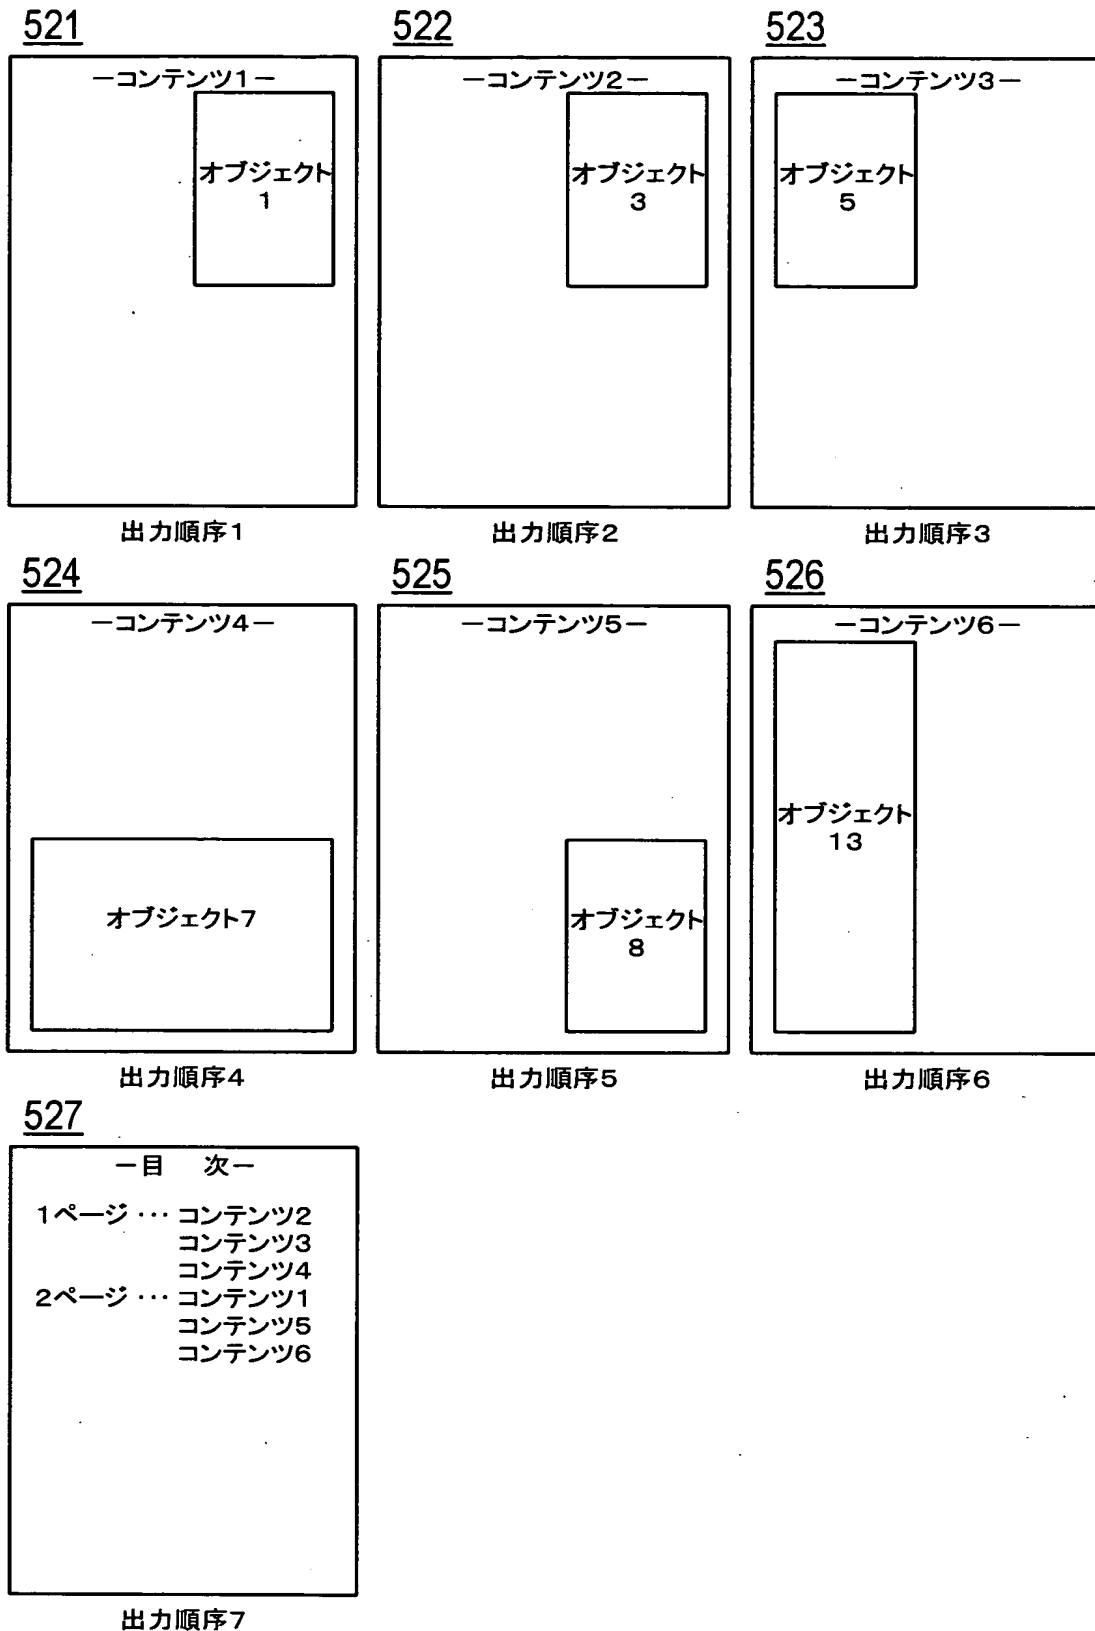 521
－コンテンツ1－
オブジェクト
1
出力順序1
522
－コンテンツ2－
オブジェクト
3
出力順序2
523
－コンテンツ3－
オブジェクト
5
出力順序3
524
－コンテンツ4－
オブジェクト7
出力順序4
525
－コンテンツ5－
オブジェクト
8
出力順序5
526
－コンテンツ6－
オブジェクト
13
出力順序6
527
－目　次－
1ページ … コンテンツ2
コンテンツ3
コンテンツ4
2ページ … コンテンツ1
コンテンツ5
コンテンツ6
出力順序7